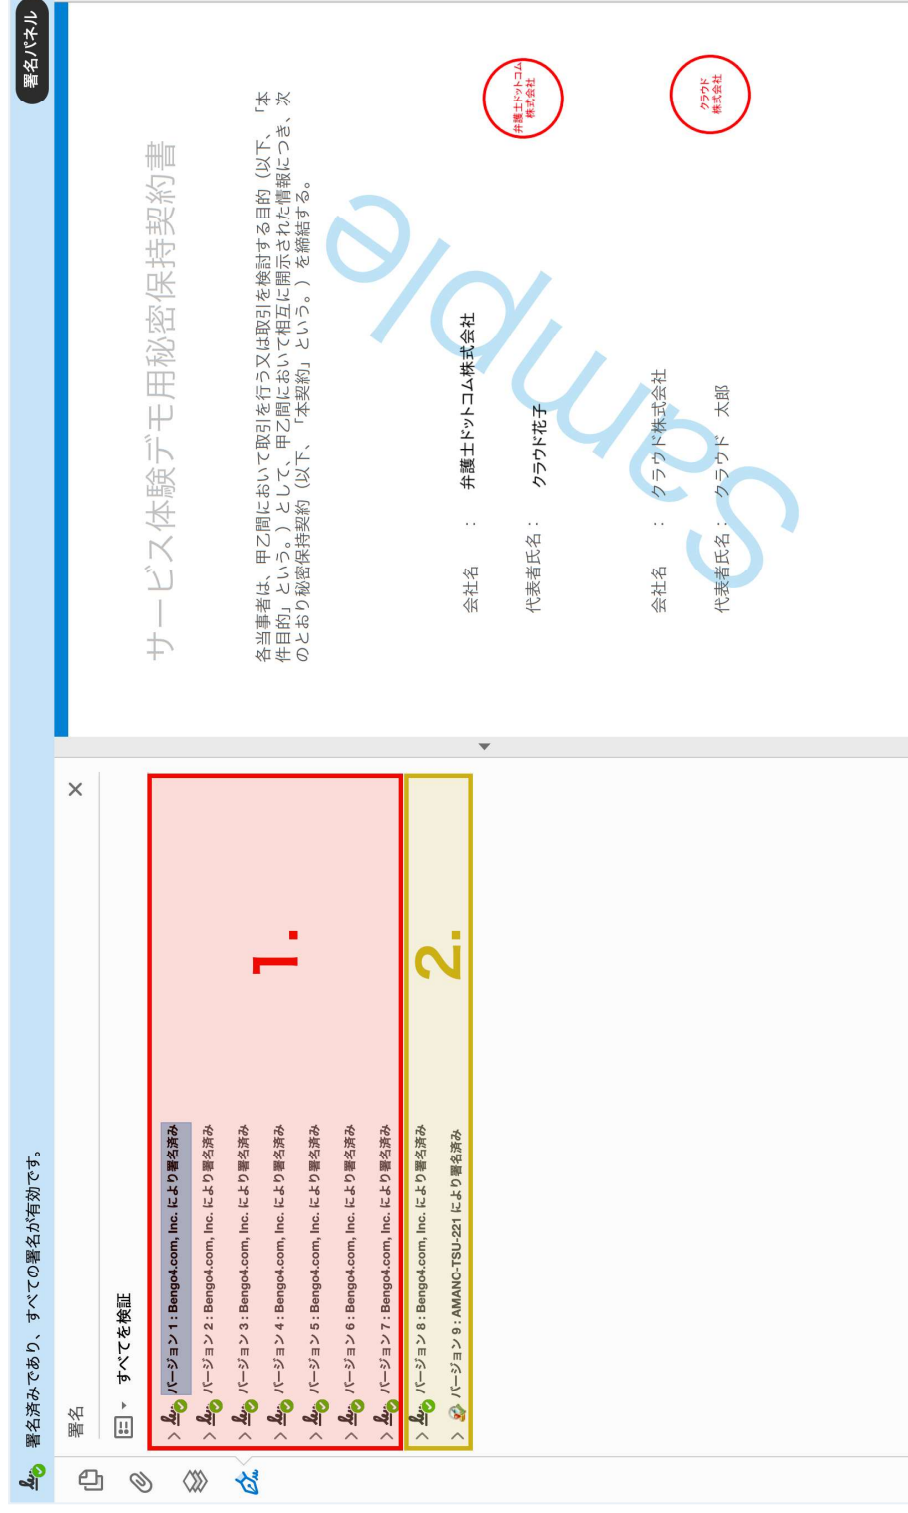 署名済みであり、すべての署名が有効です。
署名パネル
署名
すべてを検証
バージョン 1 : Bengo4.com, Inc. により署名済み
バージョン 2 : Bengo4.com, Inc. により署名済み
バージョン 3 : Bengo4.com, Inc. により署名済み
バージョン 4 : Bengo4.com, Inc. により署名済み
バージョン 5 : Bengo4.com, Inc. により署名済み
バージョン 6 : Bengo4.com, Inc. により署名済み
バージョン 7 : Bengo4.com, Inc. により署名済み
1.
バージョン 8 : Bengo4.com, Inc. により署名済み
バージョン 9 : AMANO-TSU-221 により署名済み
2.
サービス体験デモ用秘密保持契約書
各当事者は、甲乙間において取引を行う又は取引を検討する目的（以下、「本
件目的」という。）として、甲乙間において相互に開示された情報につき、次
のとおり秘密保持契約（以下、「本契約」という。）を締結する。
会社名 : 弁護士ドットコム株式会社
弁護士ドットコム
株式会社
代表者氏名 : クラウド花子
会社名 : クラウド株式会社
クラウド
株式会社
代表者氏名 : クラウド 太郎
Sample